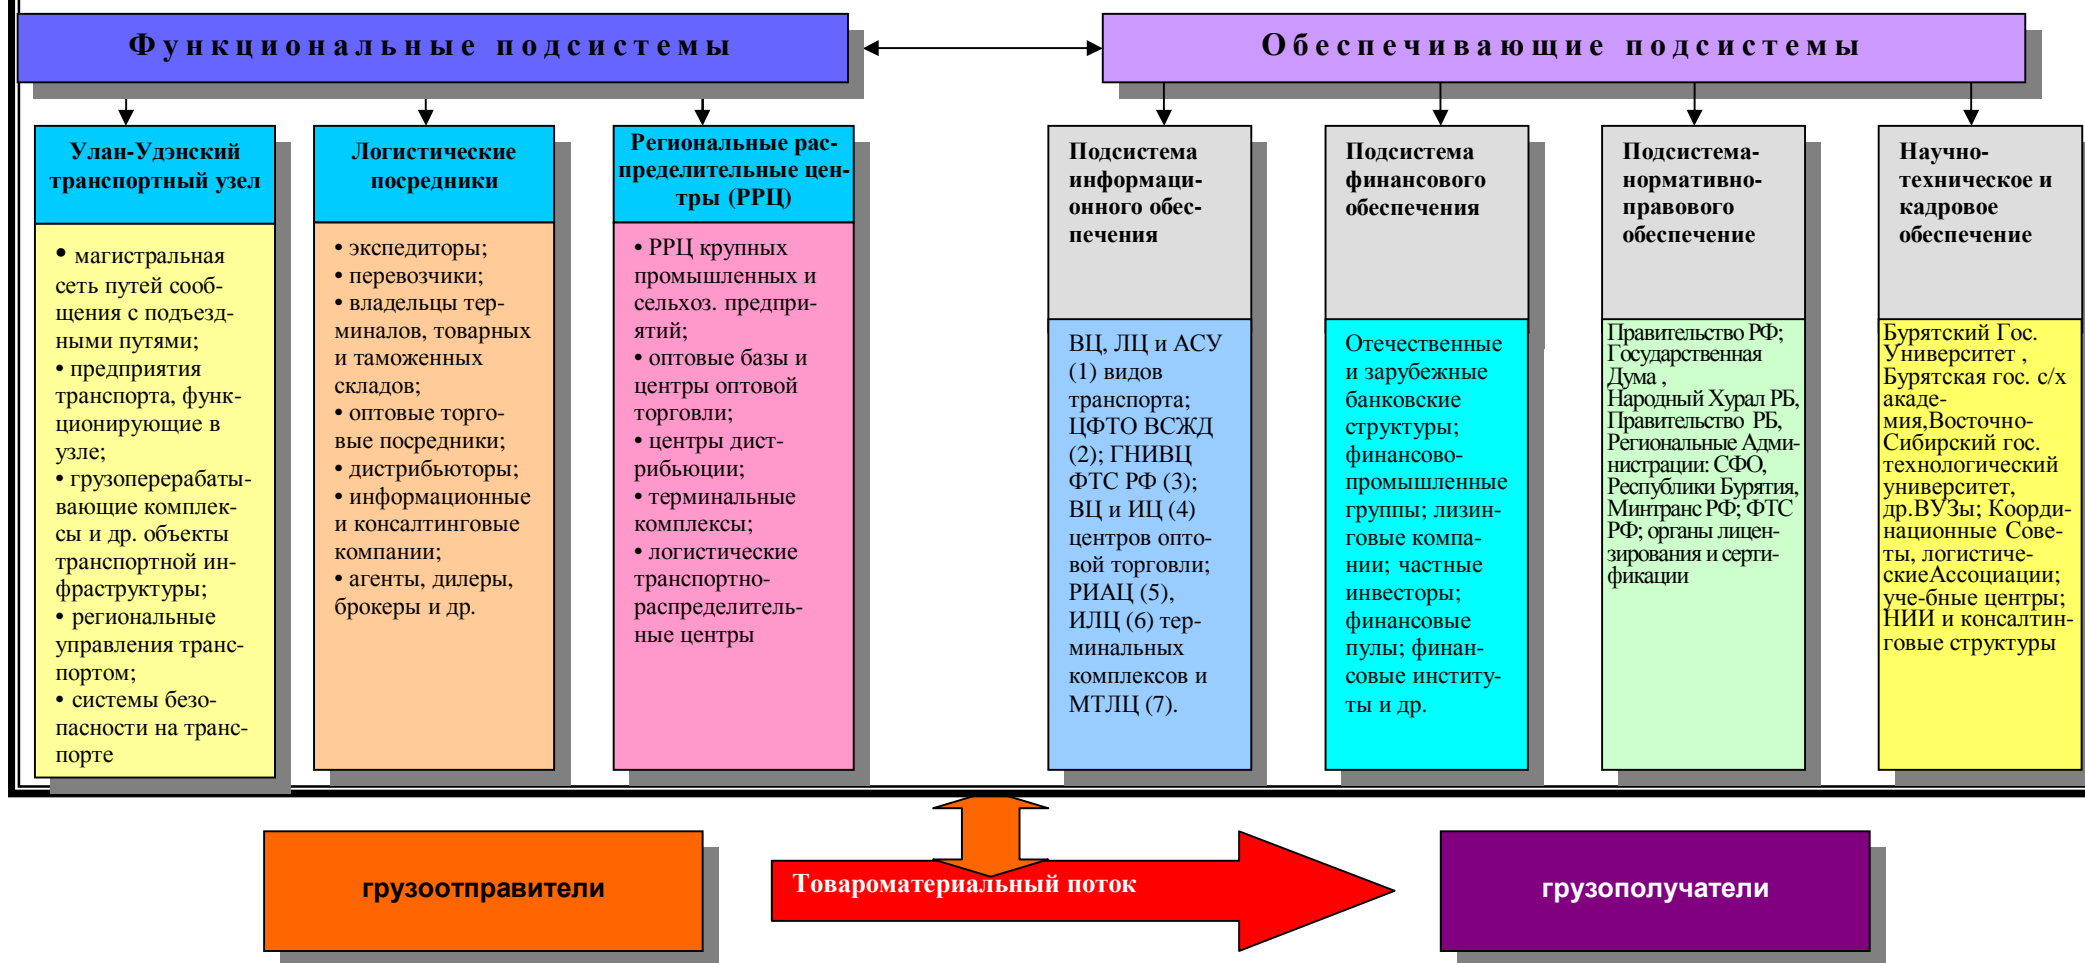 Функциональные подсистемы
Обеспечивающие подсистемы
Улан-Удэнский
транспортный узел
• магистральная
сеть путей сооб-
щения с подъезд-
ными путями;
• предприятия
транспорта, функ-
ционирующие в
узле;
• грузоперерабаты-
вающие комплек-
сы и др. объекты
транспортной ин-
фраструктуры;
• региональные
управления транс-
портом;
• системы безо-
пасности на транс-
порте
Логистические
посредники
• экспедиторы;
• перевозчики;
• владельцы тер-
миналов, товарных
и таможенных
складов;
• оптовые торго-
вые посредники;
• дистрибьюторы;
• информационные
и консалтинговые
компании;
• агенты, дилеры,
брокеры и др.
Региональные рас-
пределительные цен-
тры (РРЦ)
• РРЦ крупных
промышленных и
сельхоз. предпри-
ятий;
• оптовые базы и
центры оптовой
торговли;
• центры дист-
рибьюции;
• терминальные
комплексы;
• логистические
транспортно-
распределитель-
ные центры
Подсистема
информаци-
онного обес-
печения
ВЦ, ЛЦ и АСУ
(1) видов
транспорта;
ЦФТО ВСЖД
(2); ГНИВЦ
ФТС РФ (3);
ВЦ и ИЦ (4)
центров опто-
вой торговли;
РИАЦ (5),
ИЛЦ (6) тер-
минальных
комплексов и
МТЛЦ (7).
Подсистема
финансового
обеспечения
Отечественные
и зарубежные
банковские
структуры;
финансово-
промышленные
группы; лизин-
говые компа-
нии; частные
инвесторы;
финансовые
пулы; финан-
совые институ-
ты и др.
Подсистема-
нормативно-
правового
обеспечение
Правительство РФ;
Государственная
Дума ,
Народный Хурал РБ,
Правительство РБ,
Региональные Адми-
нистрации: СФО,
Республики Бурятия,
Минтранс РФ; ФТС
РФ; органы лицен-
зирования и серти-
фикации
Научно-
техническое и
кадровое
обеспечение
Бурятский Гос.
Университет ,
Бурятская гос. с/х
акаде-
мия,Восточно-
Сибирский гос.
технологический
университет,
др.ВУЗы; Коорди-
национные Сове-
ты, логистиче-
скиеАссоциации;
уче-бные центры;
НИИ и консалтин-
говые структуры
грузоотправители
Товароматериальный поток
грузополучатели